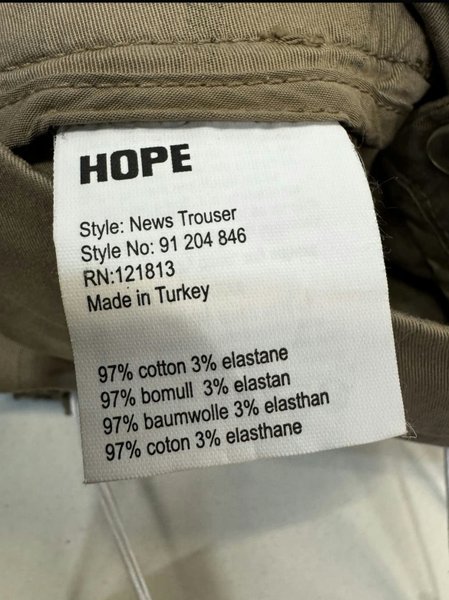 HOPE
Style: News Trouser
Style No: 91 204 846
RN:121813
Made in Turkey
97% cotton 3% elastane
97% bomull 3% elastan
97% baumwolle 3% elasthan
97% coton 3% elasthane